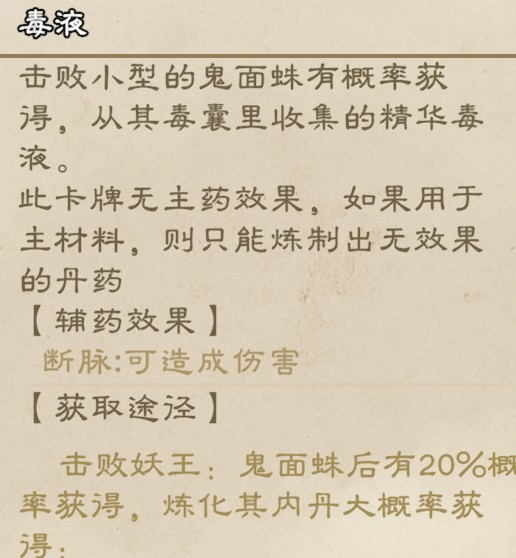 毒液
击败小型的鬼面蛛有概率获
得，从其毒囊里收集的精华毒
液。
此卡牌无主药效果，如果用于
主材料，则只能炼制出无效果
的丹药
【辅药效果】
断脉:可造成伤害
【获取途径】
击败妖王：鬼面蛛后有20%概
率获得，炼化其内丹大概率获
得；